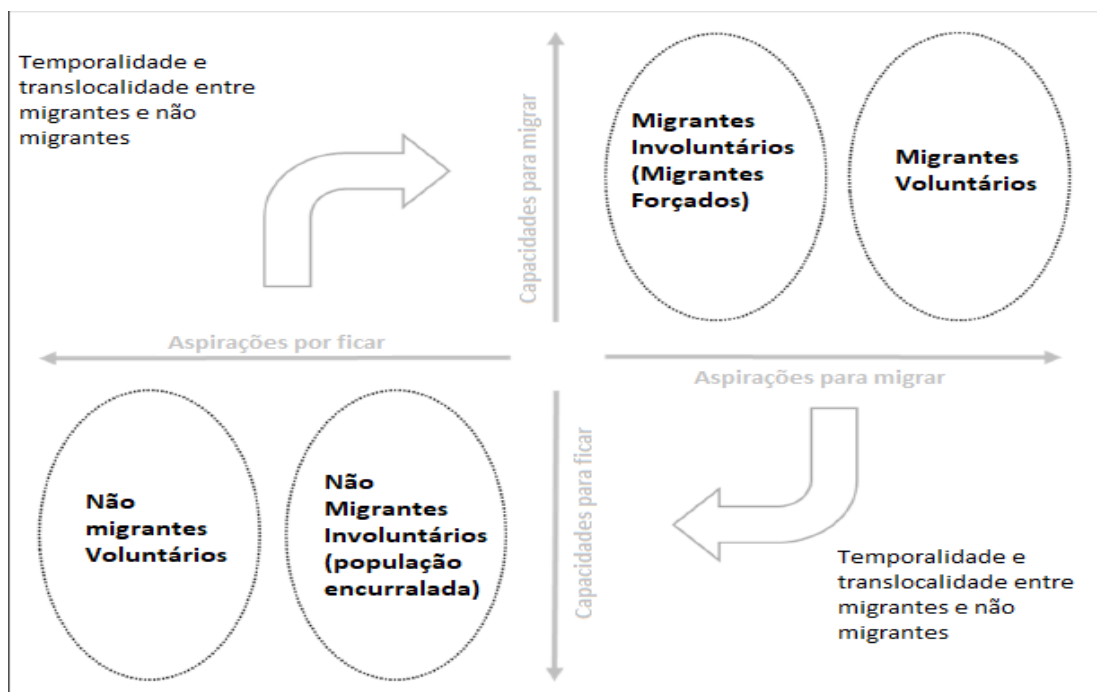 Temporalidade e
translocalidade entre
migrantes e não
migrantes
Capacidades para migrar
Migrantes
Involuntários
(Migrantes
Forçados)
Migrantes
Voluntários
Aspirações por ficar
Aspirações para migrar
Não
migrantes
Voluntários
Não
Migrantes
Involuntários
(população
encurralada)
Capacidades para ficar
Temporalidade e
translocalidade entre
migrantes e não
migrantes